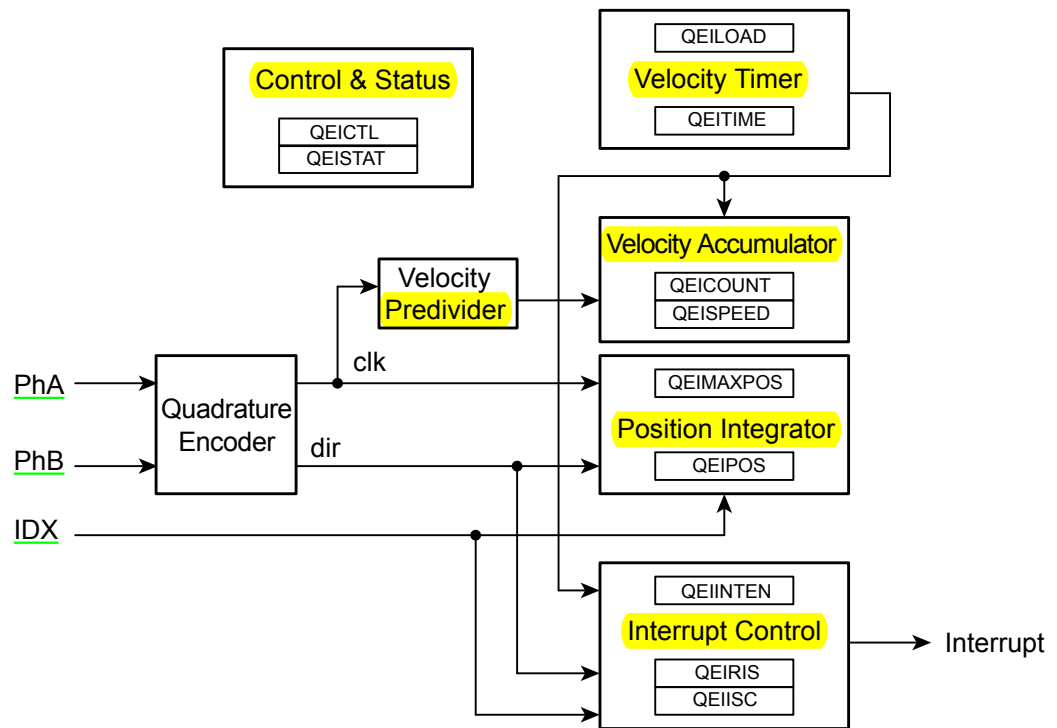 QEILOAD
Velocity Timer
QEITIME
Control & Status
QEICTL
QEISTAT
Velocity Accumulator
QEICOUNT
QEISPEED
Velocity
Predivider
clk
PhA
PhB
IDX
Quadrature
Encoder
dir
QEIMAXPOS
Position Integrator
QEIPOS
QEIINTEN
Interrupt Control
QEIRIS
QEIISC
Interrupt